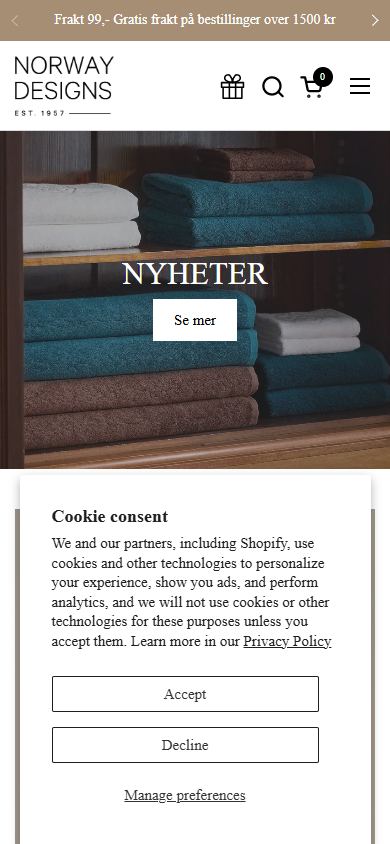 Frakt 99,- Gratis frakt på bestillinger over 1500 kr
NORWAY
DESIGNS
EST. 1957
0
NYHETER
Se mer
Cookie consent
We and our partners, including Shopify, use
cookies and other technologies to personalize
your experience, show you ads, and perform
analytics, and we will not use cookies or other
technologies for these purposes unless you
accept them. Learn more in our Privacy Policy
Accept
Decline
Manage preferences